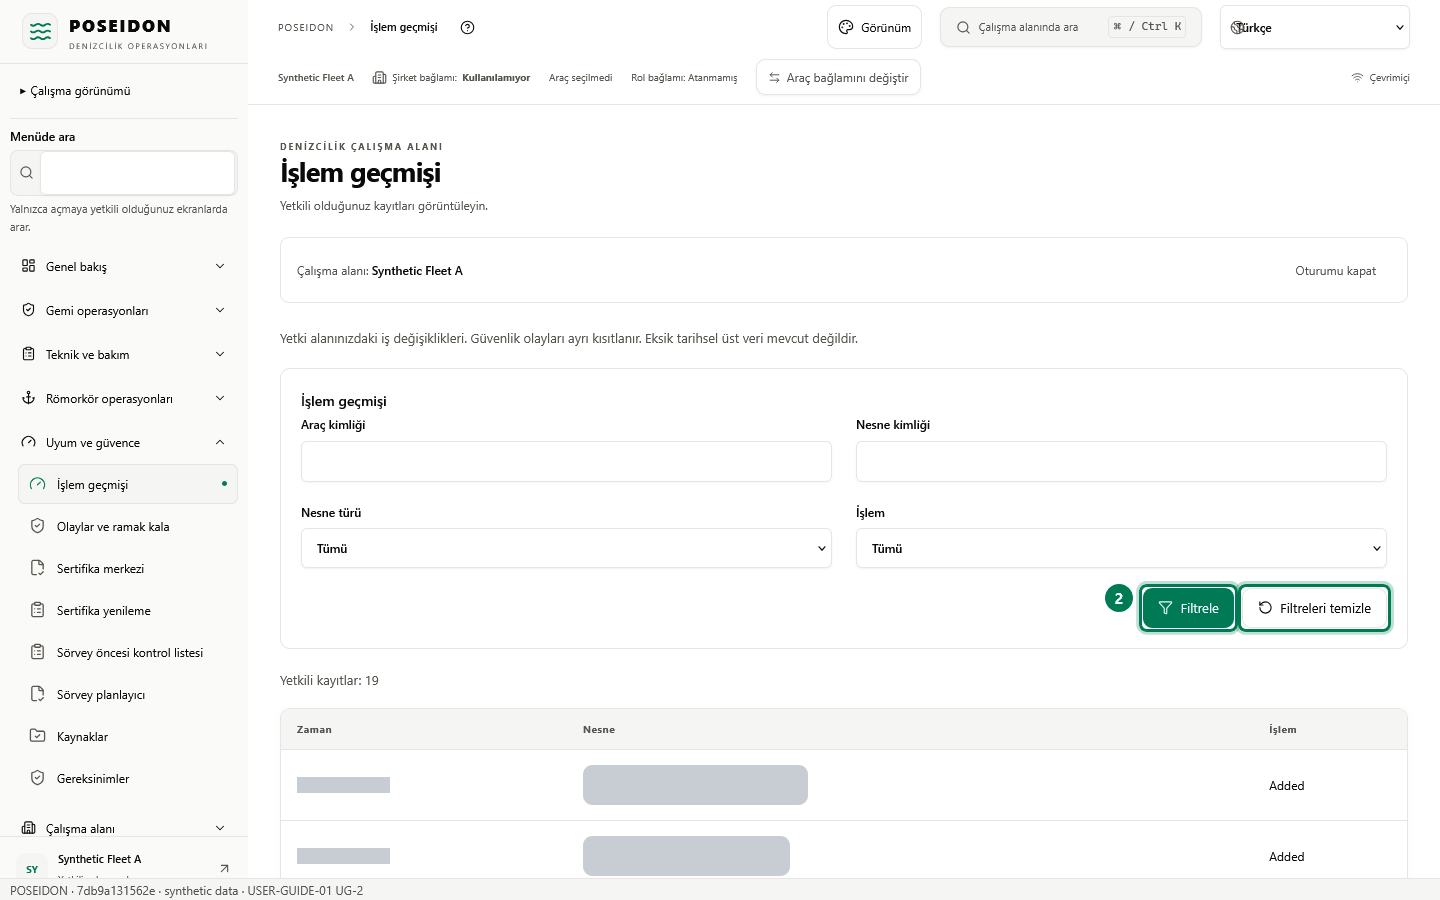 POSEIDON
DENİZCİLİK OPERASYONLARI
Çalışma görünümü
Menüde ara
Yalnızca açmaya yetkili olduğunuz ekranlarda
arar.
Genel bakış
Gemi operasyonları
Teknik ve bakım
Römorkör operasyonları
Uyum ve güvence
İşlem geçmişi
Olaylar ve ramak kala
Sertifika merkezi
Sertifika yenileme
Sörvey öncesi kontrol listesi
Sörvey planlayıcı
Kaynaklar
Gereksinimler
Çalışma alanı
SY
Synthetic Fleet A
POSEIDON
İşlem geçmişi
Görünüm
Çalışma alanında ara
⌘ / Ctrl K
Türkçe
Synthetic Fleet A
Şirket bağlamı: Kullanılamıyor
Araç seçilmedi
Rol bağlamı: Atanmamış
Araç bağlamını değiştir
Çevrimiçi
DENİZCİLİK ÇALIŞMA ALANI
İşlem geçmişi
Yetkili olduğunuz kayıtları görüntüleyin.
Çalışma alanı: Synthetic Fleet A
Oturumu kapat
Yetki alanınızdaki iş değişiklikleri. Güvenlik olayları ayrı kısıtlanır. Eksik tarihsel üst veri mevcut değildir.
İşlem geçmişi
Araç kimliği
Nesne kimliği
Nesne türü
İşlem
Tümü
Tümü
2
Filtrele
Filtreleri temizle
Yetkili kayıtlar: 19
Zaman
Nesne
İşlem
Added
Added
POSEIDON · 7db9a131562e · synthetic data · USER-GUIDE-01 UG-2